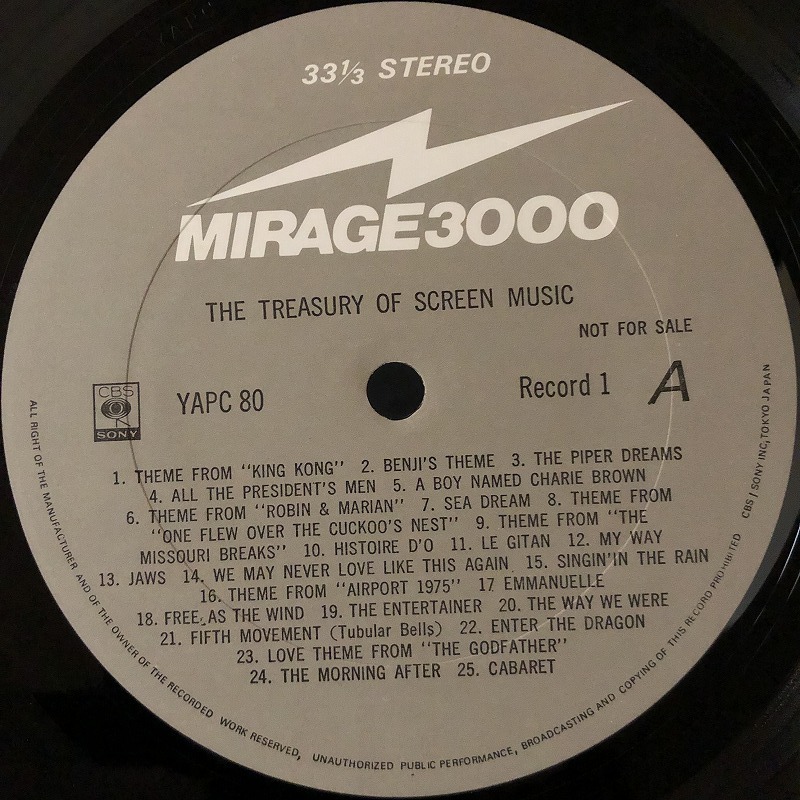 33⅓ STEREO
MIRAGE3000
THE TREASURY OF SCREEN MUSIC
NOT FOR SALE
CBS
SONY
YAPC 80
Record 1 A
1. THEME FROM "KING KONG" 2. BENJI'S THEME 3. THE PIPER DREAMS
4. ALL THE PRESIDENT'S MEN 5. A BOY NAMED CHARIE BROWN
6. THEME FROM "ROBIN & MARIAN" 7. SEA DREAM 8. THEME FROM
"ONE FLEW OVER THE CUCKOO'S NEST" 9. THEME FROM "THE
MISSOURI BREAKS" 10. HISTOIRE D'O 11. LE GITAN 12. MY WAY
13. JAWS 14. WE MAY NEVER LOVE LIKE THIS AGAIN 15. SINGIN'IN THE RAIN
16. THEME FROM "AIRPORT 1975" 17 EMMANUELLE
18. FREE AS THE WIND 19. THE ENTERTAINER 20. THE WAY WE WERE
21. FIFTH MOVEMENT (Tubular Bells) 22. ENTER THE DRAGON
23. LOVE THEME FROM "THE GODFATHER"
24. THE MORNING AFTER 25. CABARET
ALL RIGHT OF THE MANUFACTURER AND OF THE OWNER OF THE RECORDED WORK RESERVED, UNAUTHORIZED PUBLIC PERFORMANCE, BROADCASTING AND COPYING OF THIS RECORD PROHIBITED CBS / SONY INC, TOKYO JAPAN